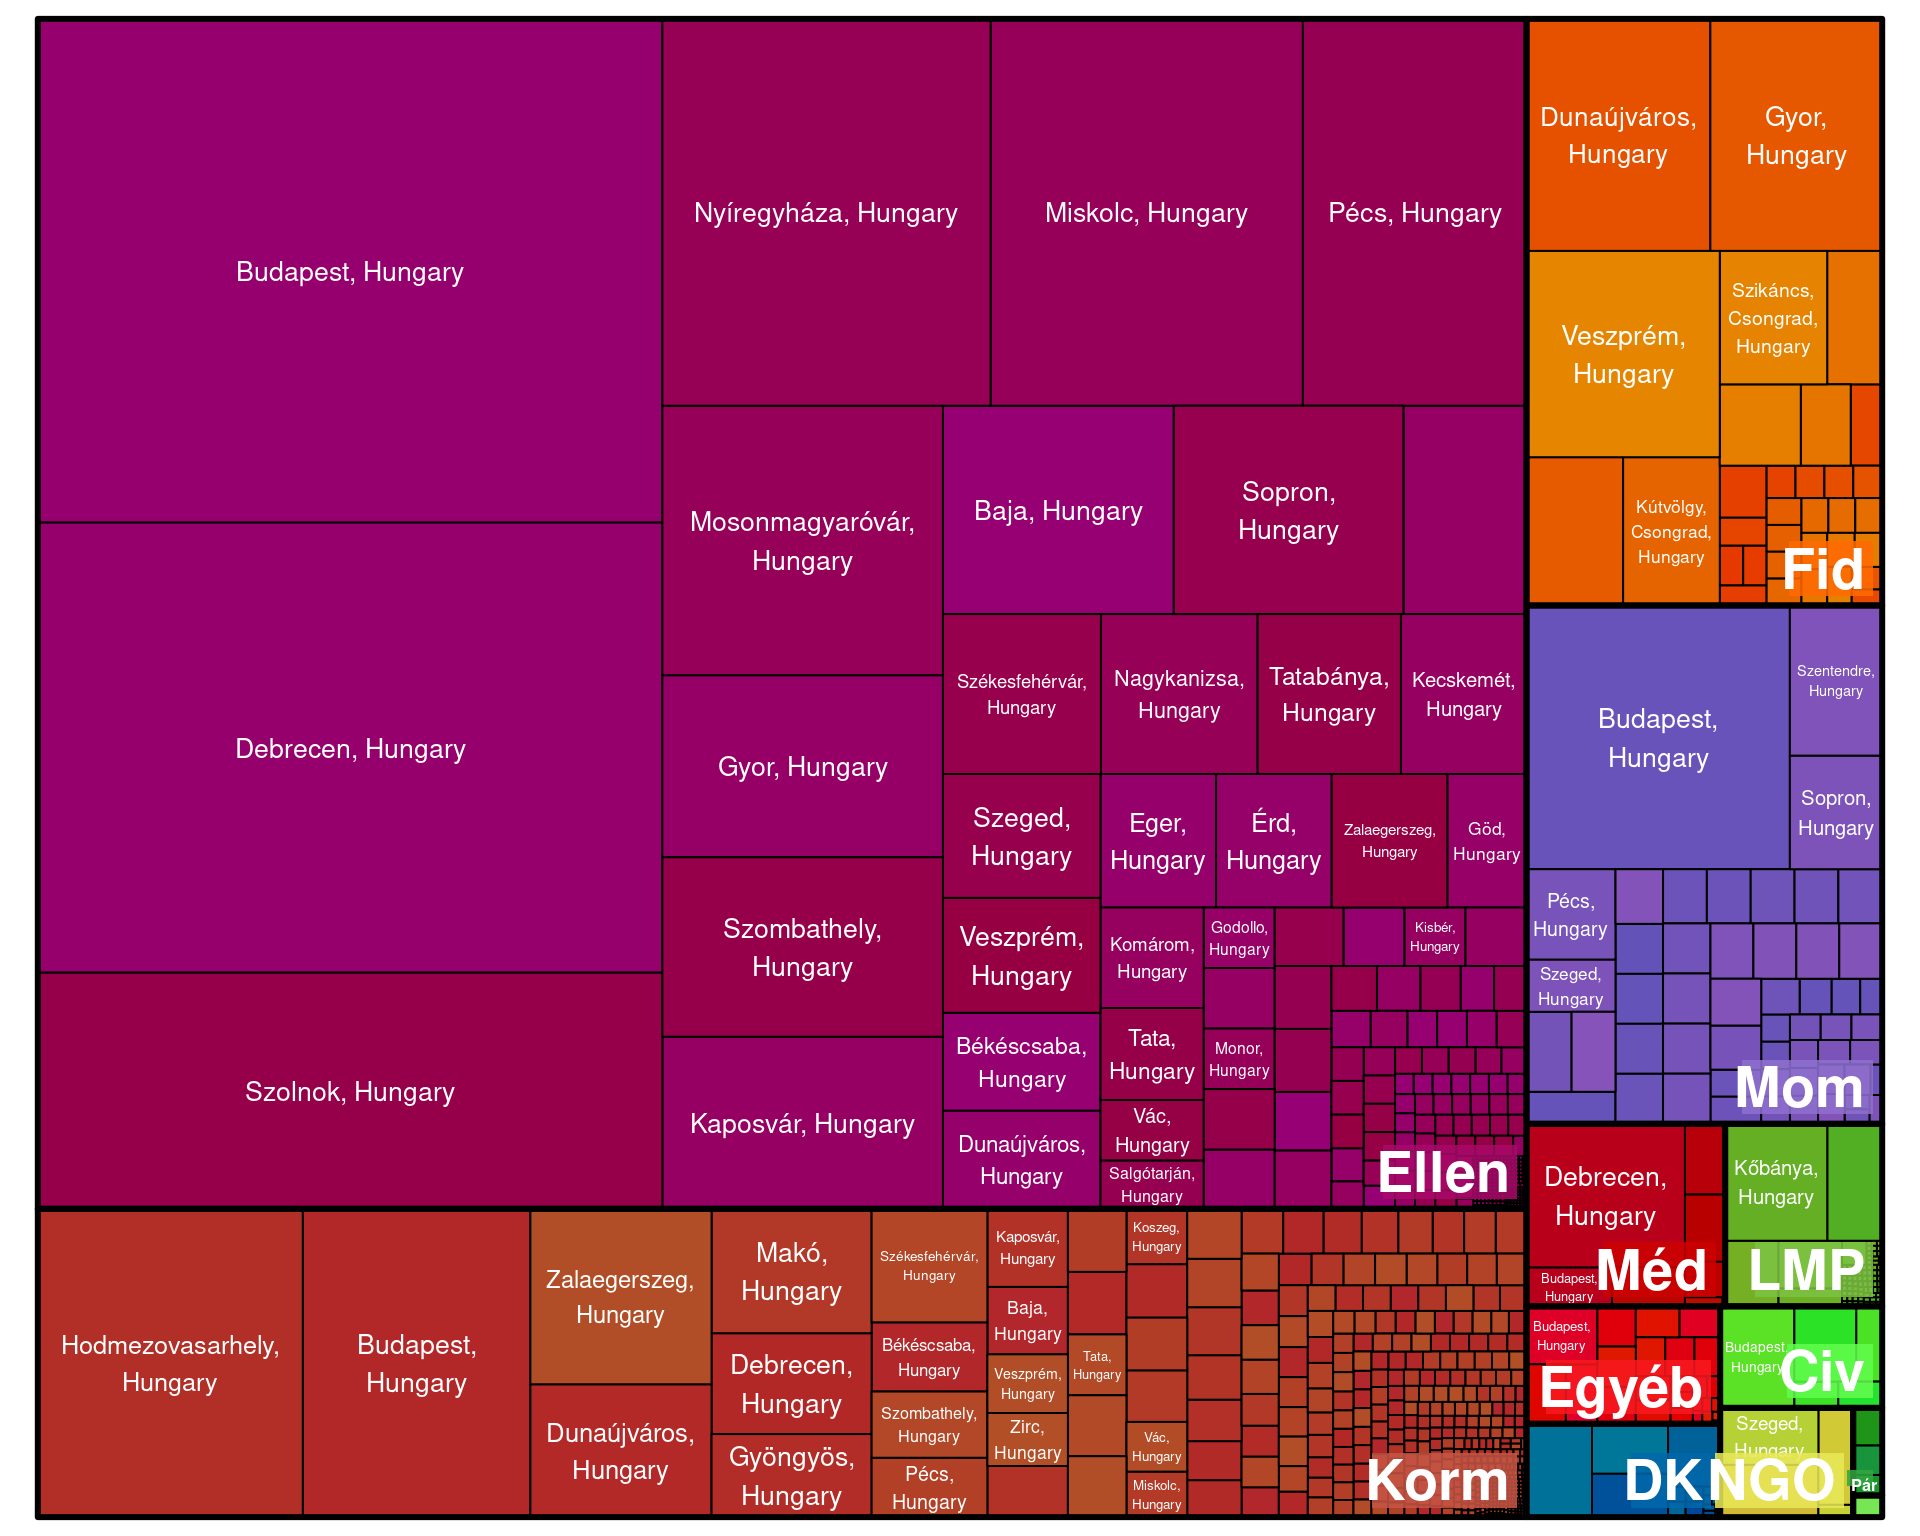 Budapest, Hungary
Debrecen, Hungary
Szolnok, Hungary
Nyíregyháza, Hungary
Miskolc, Hungary
Pécs, Hungary
Mosonmagyaróvár,
Hungary
Gyor, Hungary
Szombathely,
Hungary
Kaposvár, Hungary
Baja, Hungary
Sopron,
Hungary
Székesfehérvár,
Hungary
Nagykanizsa,
Hungary
Tatabánya,
Hungary
Kecskemét,
Hungary
Szeged,
Hungary
Veszprém,
Hungary
Békéscsaba,
Hungary
Dunaújváros,
Hungary
Eger,
Hungary
Érd,
Hungary
Zalaegerszeg,
Hungary
Göd,
Hungary
Komárom,
Hungary
Tata,
Hungary
Vác,
Hungary
Salgótarján,
Hungary
Godollo,
Hungary
Monor,
Hungary
Kisbér,
Hungary
Ellen
Hodmezovasarhely,
Hungary
Budapest,
Hungary
Zalaegerszeg,
Hungary
Dunaújváros,
Hungary
Makó,
Hungary
Debrecen,
Hungary
Gyöngyös,
Hungary
Székesfehérvár,
Hungary
Békéscsaba,
Hungary
Szombathely,
Hungary
Pécs,
Hungary
Kaposvár,
Hungary
Baja,
Hungary
Veszprém,
Hungary
Zirc,
Hungary
Tata,
Hungary
Koszeg,
Hungary
Vác,
Hungary
Miskolc,
Hungary
Korm
Dunaújváros,
Hungary
Gyor,
Hungary
Veszprém,
Hungary
Szikáncs,
Csongrad,
Hungary
Kútvölgy,
Csongrad,
Hungary
Fid
Budapest,
Hungary
Szentendre,
Hungary
Sopron,
Hungary
Pécs,
Hungary
Szeged,
Hungary
Mom
Debrecen,
Hungary
Budapest,
Hungary
Méd
Kőbánya,
Hungary
LMP
Budapest,
Hungary
Egyéb
Budapest,
Hungary
Civ
DK
Szeged,
Hungary
NGO
Pár